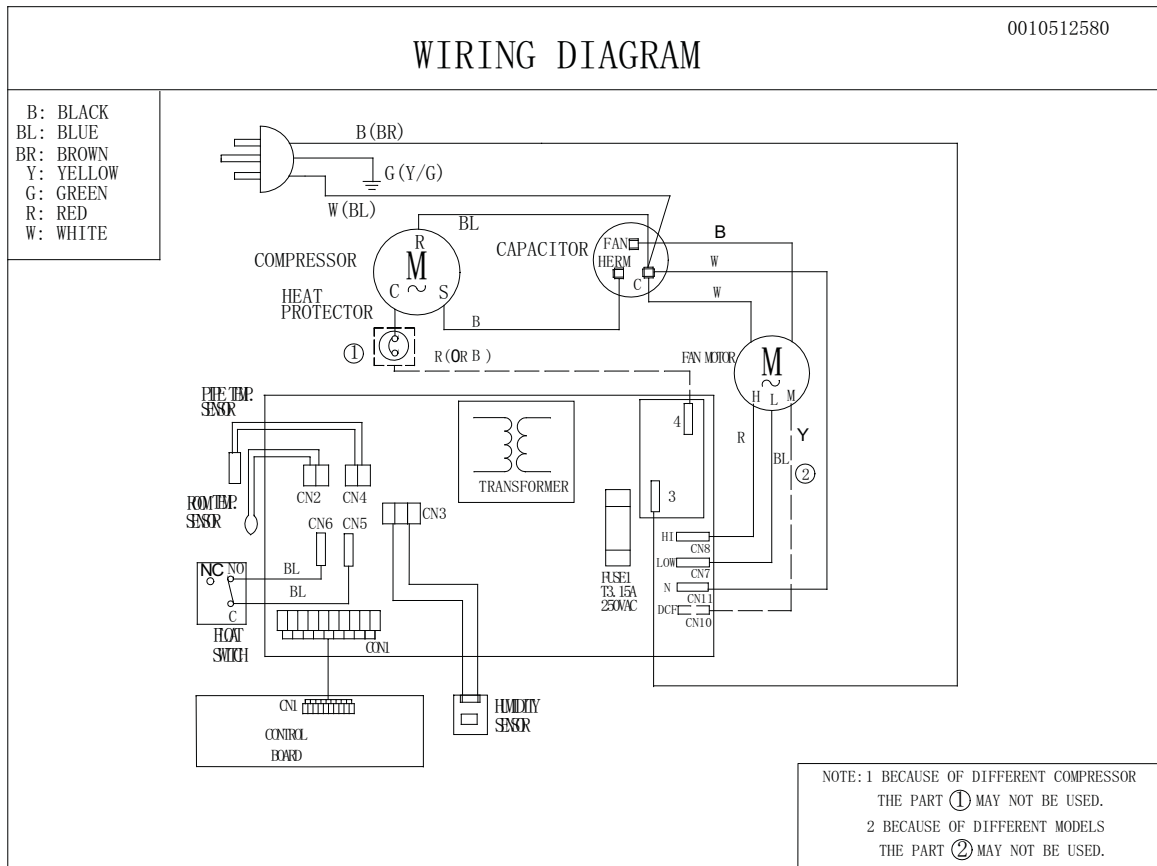 0010512580
WIRING DIAGRAM
B: BLACK
BL: BLUE
BR: BROWN
Y: YELLOW
G: GREEN
R: RED
W: WHITE
B(BR)
G(Y/G)
W(BL)
BL
R
M
~
C S
COMPRESSOR
CAPACITOR
FAN
HERM
C
B
W
W
HEAT
PROTECTOR
B
1
R(OR B)
FAN MOTOR
M
~
H L M
R
BL
Y
2
PIPE TEMP.
SENSOR
ROOM TEMP.
SENSOR
CN2 CN4
CN6 CN5
CN3
TRANSFORMER
4
3
FUSE1
T3.15A
250VAC
HI
CN8
LOW
CN7
N
CN11
DCF
CN10
NC NO
C
BL
BL
FLOAT
SWITCH
CON1
CN1
CONTROL
BOARD
HUMIDITY
SENSOR
NOTE:1 BECAUSE OF DIFFERENT COMPRESSOR
THE PART 1 MAY NOT BE USED.
2 BECAUSE OF DIFFERENT MODELS
THE PART 2 MAY NOT BE USED.